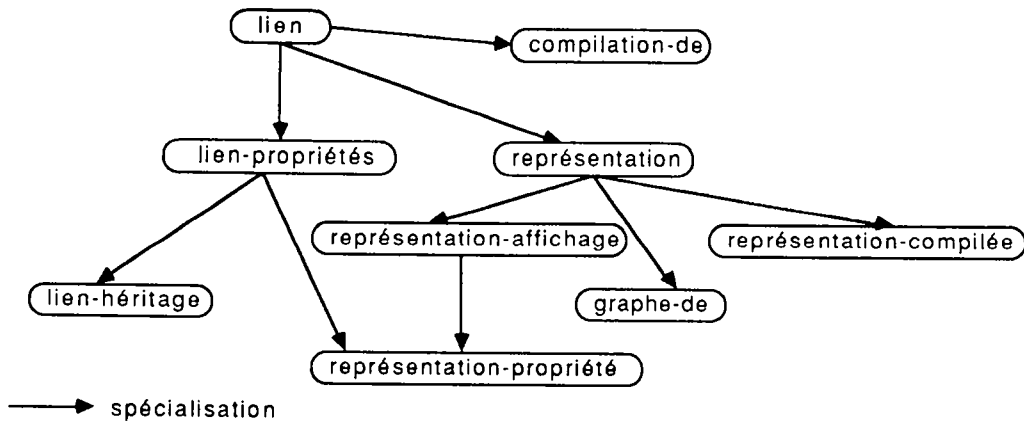 lien
compilation-de
lien-propriétés
représentation
représentation-affichage
représentation-compilée
lien-héritage
graphe-de
représentation-propriété
spécialisation